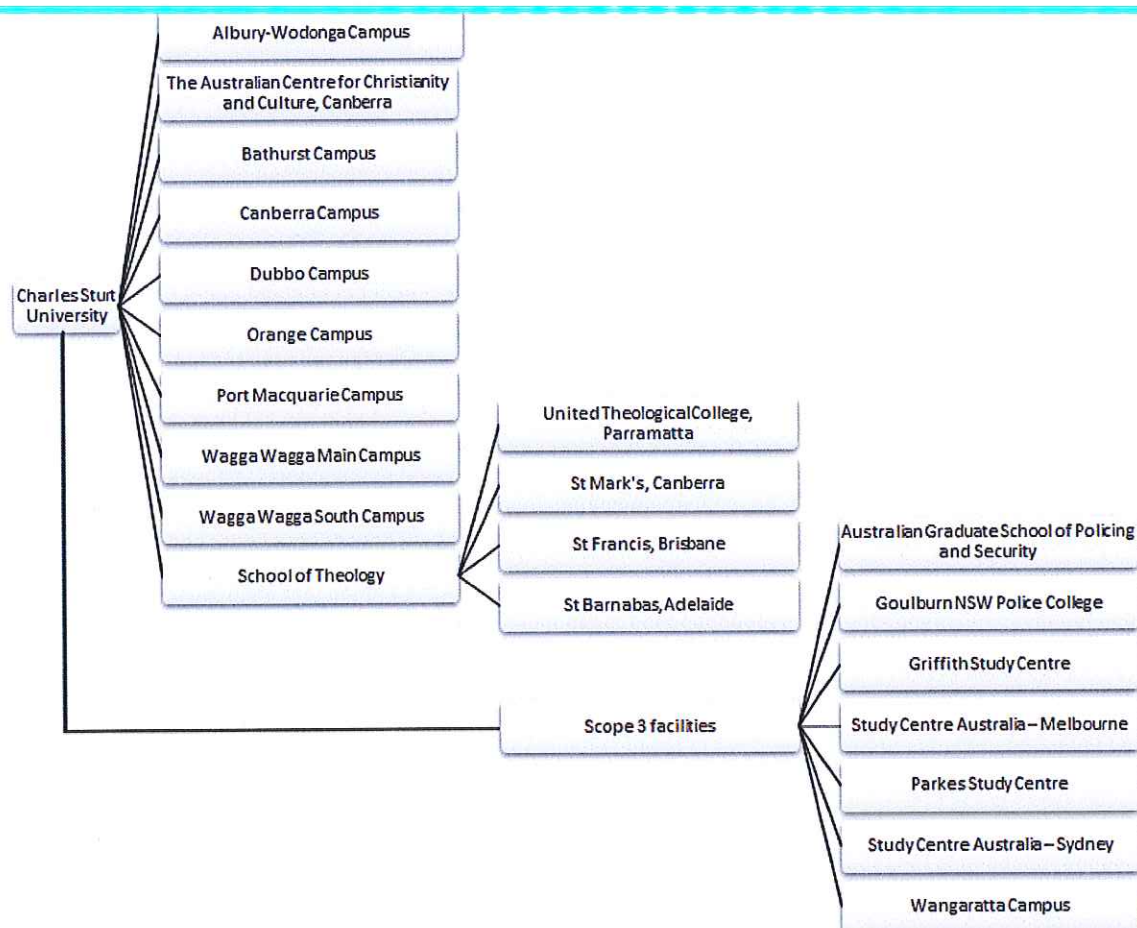 Albury-Wodonga Campus
The Australian Centre for Christianity
and Culture, Canberra
Bathurst Campus
Canberra Campus
Dubbo Campus
Charles Sturt
University
Orange Campus
Port Macquarie Campus
Wagga Wagga Main Campus
Wagga Wagga South Campus
School of Theology
United Theological College,
Parramatta
St Mark's, Canberra
St Francis, Brisbane
St Barnabas, Adelaide
Scope 3 facilities
Australian Graduate School of Policing
and Security
Goulburn NSW Police College
Griffith Study Centre
Study Centre Australia – Melbourne
Parkes Study Centre
Study Centre Australia – Sydney
Wangaratta Campus